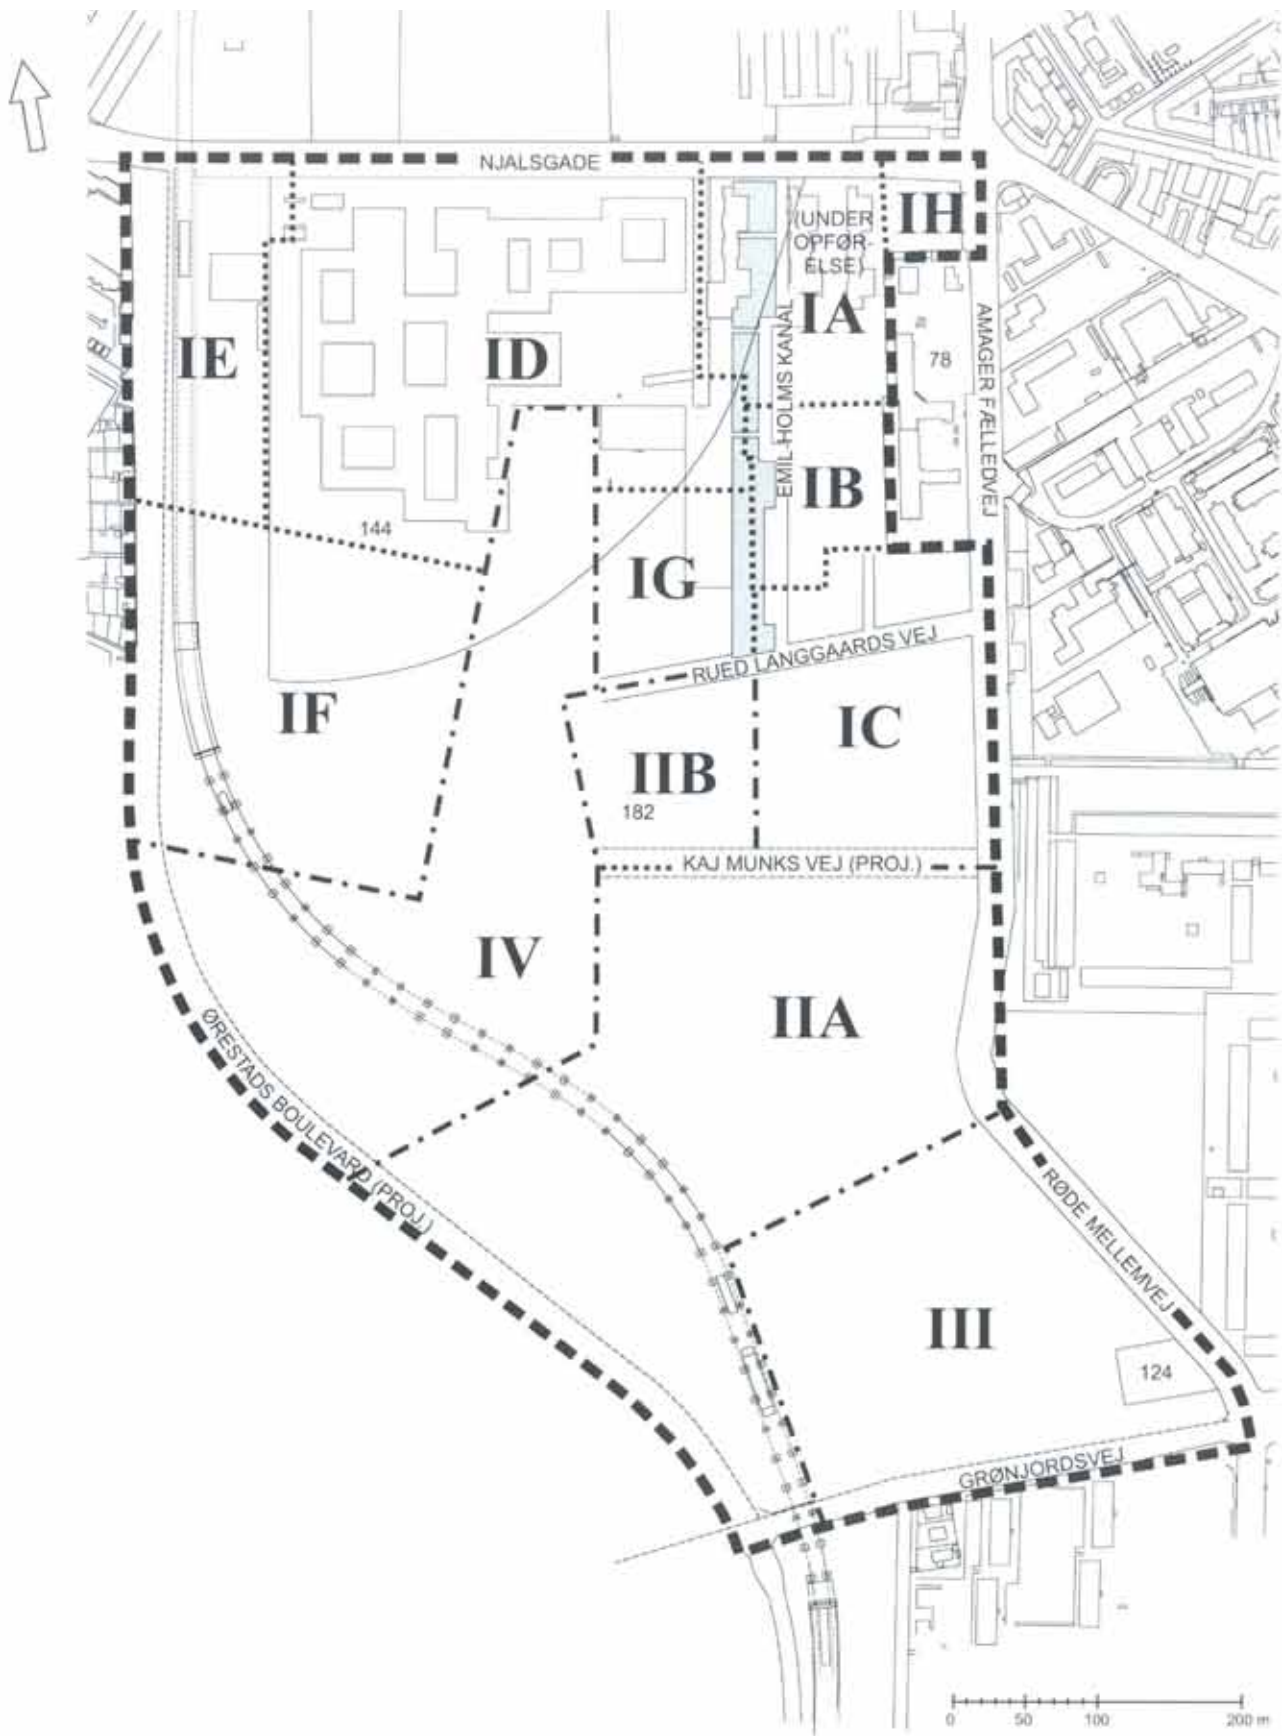 NJALSGADE
IH
(UNDER
OPFØR-
ELSE)
IA
IE
ID
78
AMAGER FÆLLEDVEJ
EMIL HOLMS KANAL
IB
144
IG
RUED LANGGAARDS VEJ
IF
IC
IIB
182
KAJ MUNKS VEJ (PROJ.)
IV
IIA
ØRESTADS BOULEVARD (PROJ.)
RØDE MELLEMVEJ
III
124
GRØNJORDSVEJ
0 50 100 200 m